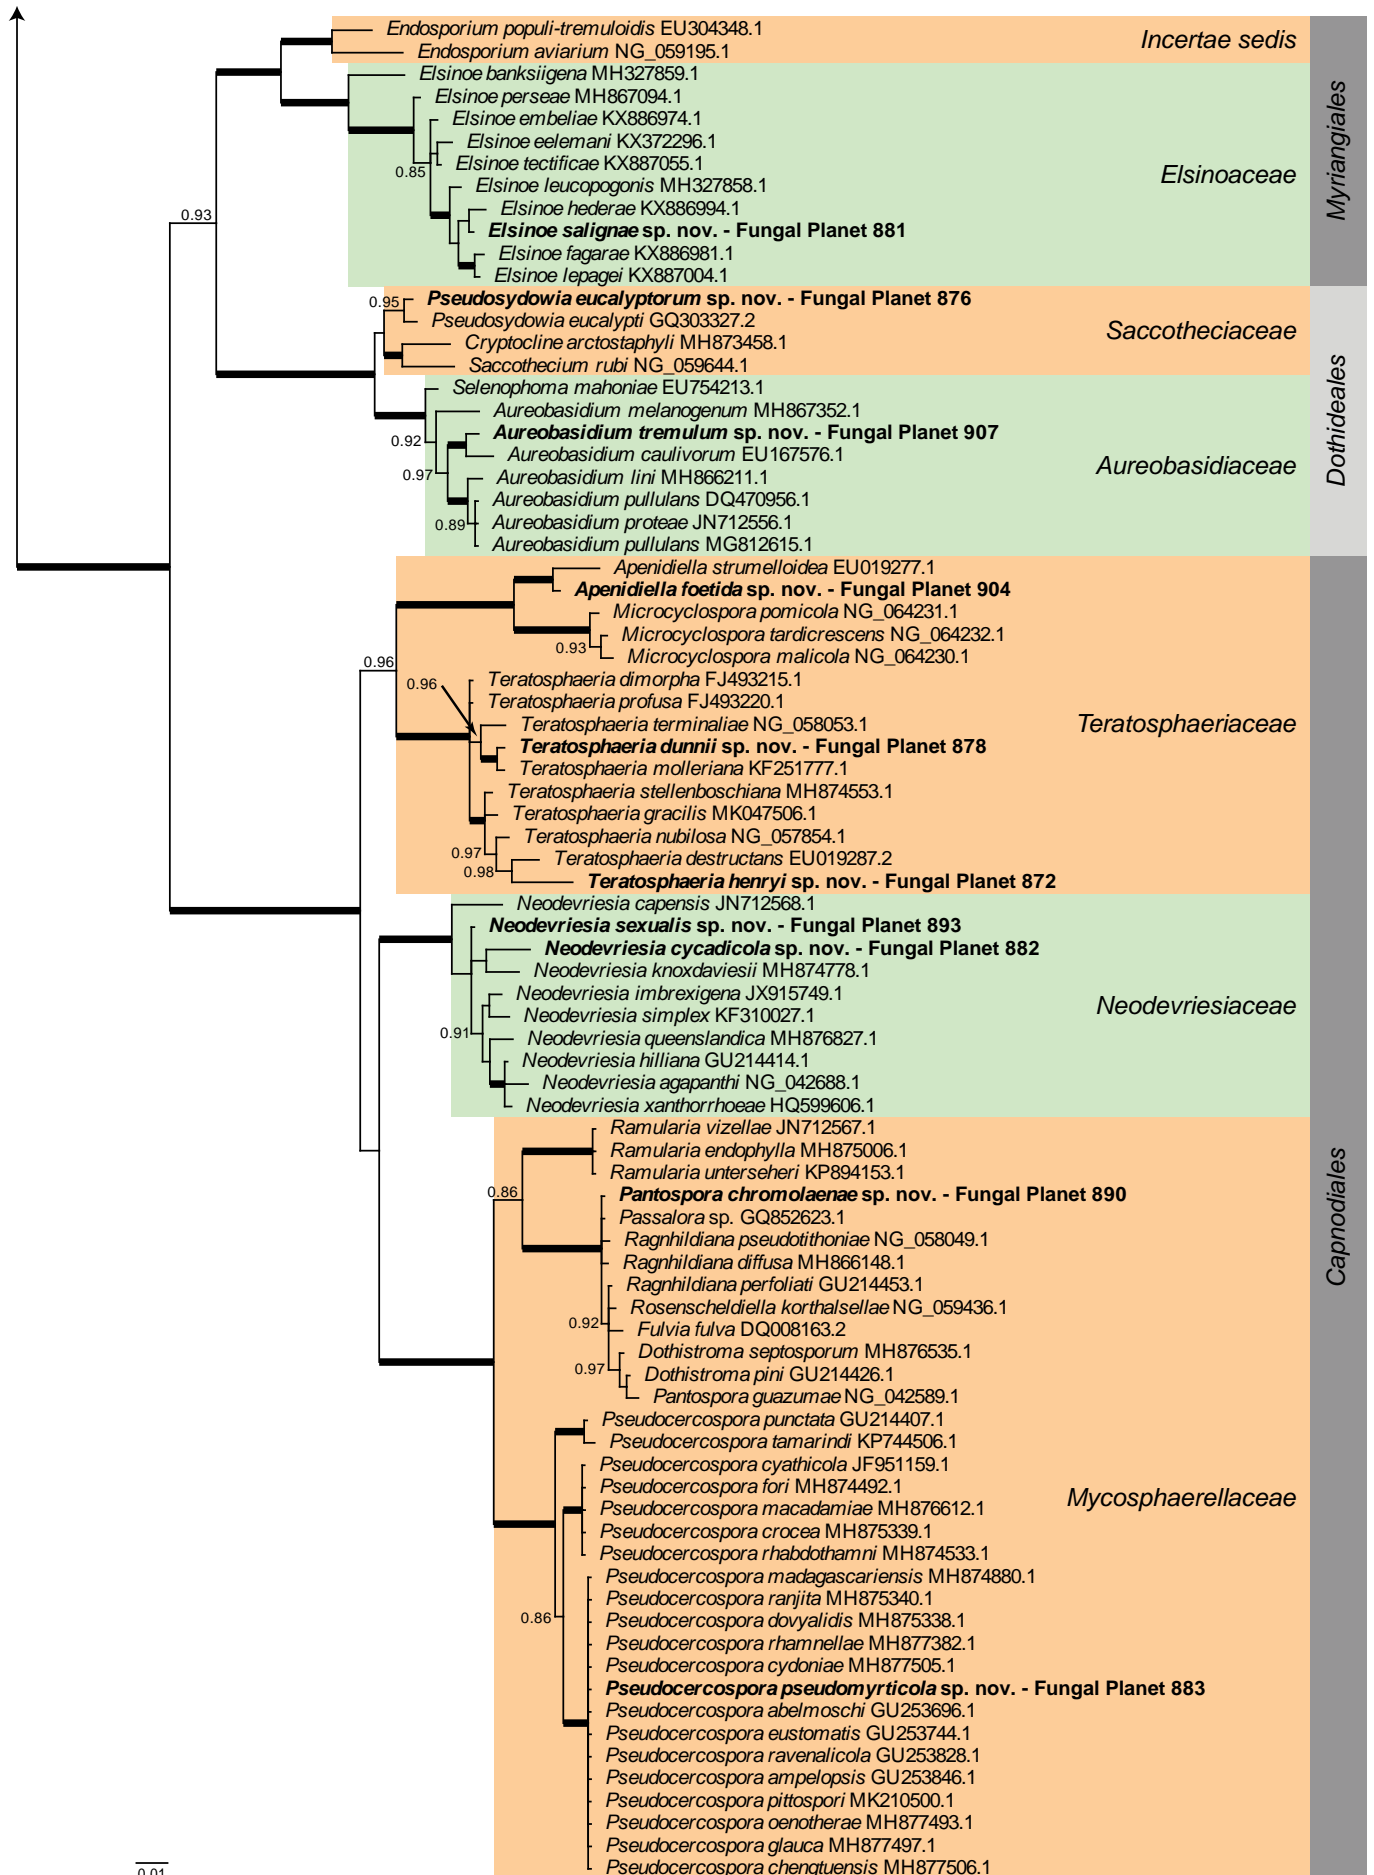 Endosporium populi-tremuloidis EU304348.1
Endosporium aviarium NG_059195.1
Incertae sedis
Elsinoe banksiigena MH327859.1
Elsinoe perseae MH867094.1
Elsinoe embeliae KX886974.1
Elsinoe eelemani KX372296.1
Elsinoe tectificae KX887055.1
0.85
Elsinoe leucopogonis MH327858.1
Elsinoe hederae KX886994.1
Elsinoe salignae sp. nov. - Fungal Planet 881
Elsinoe fagarae KX886981.1
Elsinoe lepagei KX887004.1
Elsinoaceae
Myriangiales
0.93
0.95
Pseudosydowia eucalyptorum sp. nov. - Fungal Planet 876
Pseudosydowia eucalypti GQ303327.2
Cryptocline arctostaphyli MH873458.1
Saccothecium rubi NG_059644.1
Saccotheciaceae
Selenophoma mahoniae EU754213.1
Aureobasidium melanogenum MH867352.1
0.92
Aureobasidium tremulum sp. nov. - Fungal Planet 907
Aureobasidium caulivorum EU167576.1
0.97
Aureobasidium lini MH866211.1
Aureobasidium pullulans DQ470956.1
0.89
Aureobasidium proteae JN712556.1
Aureobasidium pullulans MG812615.1
Aureobasidiaceae
Dothideales
Apenidiella strumelloidea EU019277.1
Apenidiella foetida sp. nov. - Fungal Planet 904
Microcyclospora pomicola NG_064231.1
Microcyclospora tardicrescens NG_064232.1
0.93
Microcyclospora malicola NG_064230.1
0.96
0.96
Teratosphaeria dimorpha FJ493215.1
Teratosphaeria profusa FJ493220.1
Teratosphaeria terminaliae NG_058053.1
Teratosphaeria dunnii sp. nov. - Fungal Planet 878
Teratosphaeria molleriana KF251777.1
Teratosphaeria stellenboschiana MH874553.1
Teratosphaeria gracilis MK047506.1
Teratosphaeria nubilosa NG_057854.1
0.97
Teratosphaeria destructans EU019287.2
0.98
Teratosphaeria henryi sp. nov. - Fungal Planet 872
Teratosphaeriaceae
Neodevriesia capensis JN712568.1
Neodevriesia sexualis sp. nov. - Fungal Planet 893
Neodevriesia cycadicola sp. nov. - Fungal Planet 882
Neodevriesia knoxdaviesii MH874778.1
Neodevriesia imbrexigena JX915749.1
Neodevriesia simplex KF310027.1
0.91
Neodevriesia queenslandica MH876827.1
Neodevriesia hilliana GU214414.1
Neodevriesia agapanthi NG_042688.1
Neodevriesia xanthorrhoeae HQ599606.1
Neodevriesiaceae
Ramularia vizellae JN712567.1
Ramularia endophylla MH875006.1
Ramularia unterseheri KP894153.1
0.86
Pantospora chromolaenae sp. nov. - Fungal Planet 890
Passalora sp. GQ852623.1
Ragnhildiana pseudotithoniae NG_058049.1
Ragnhildiana diffusa MH866148.1
Ragnhildiana perfoliati GU214453.1
Rosenscheldiella korthalsellae NG_059436.1
0.92
Fulvia fulva DQ008163.2
Dothistroma septosporum MH876535.1
0.97
Dothistroma pini GU214426.1
Pantospora guazumae NG_042589.1
Pseudocercospora punctata GU214407.1
Pseudocercospora tamarindi KP744506.1
Pseudocercospora cyathicola JF951159.1
Pseudocercospora fori MH874492.1
Pseudocercospora macadamiae MH876612.1
Pseudocercospora crocea MH875339.1
Pseudocercospora rhabdothamni MH874533.1
Mycosphaerellaceae
Pseudocercospora madagascariensis MH874880.1
Pseudocercospora ranjita MH875340.1
0.86
Pseudocercospora dovyalidis MH875338.1
Pseudocercospora rhamnellae MH877382.1
Pseudocercospora cydoniae MH877505.1
Pseudocercospora pseudomyrticola sp. nov. - Fungal Planet 883
Pseudocercospora abelmoschi GU253696.1
Pseudocercospora eustomatis GU253744.1
Pseudocercospora ravenalicola GU253828.1
Pseudocercospora ampelopsis GU253846.1
Pseudocercospora pittospori MK210500.1
Pseudocercospora oenotherae MH877493.1
Pseudocercospora glauca MH877497.1
Pseudocercospora chengtuensis MH877506.1
Capnodiales
0.01